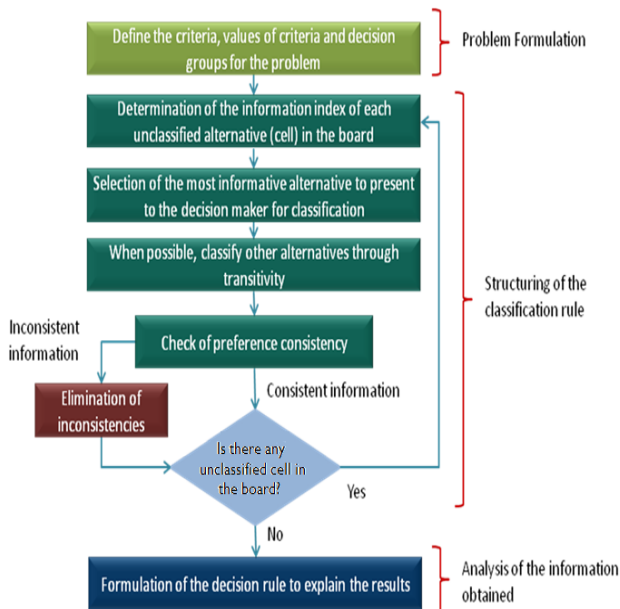 Define the criteria, values of criteria and decision
groups for the problem
Problem Formulation
Determination of the information index of each
unclassified alternative (cell) in the board
Selection of the most informative alternative to present
to the decision maker for classification
When possible, classify other alternatives through
transitivity
Structuring of the
classification rule
Inconsistent
information
Check of preference consistency
Elimination of
inconsistencies
Consistent information
Is there any
unclassified cell in
the board?
Yes
No
Formulation of the decision rule to explain the results
Analysis of the information
obtained